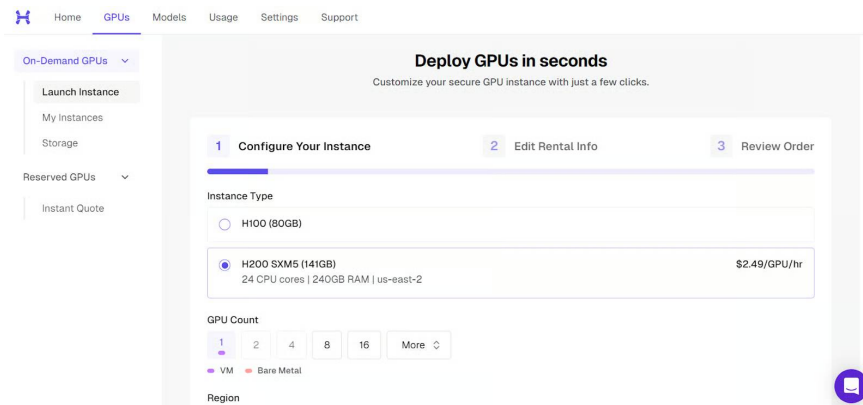 Home GPUs Models Usage Settings Support
On-Demand GPUs
Launch Instance
My Instances
Storage
Reserved GPUs
Instant Quote
Deploy GPUs in seconds
Customize your secure GPU instance with just a few clicks.
1 Configure Your Instance 2 Edit Rental Info 3 Review Order
Instance Type
H100 (80GB)
H200 SXM5 (141GB) $2.49/GPU/hr
24 CPU cores | 240GB RAM | us-east-2
GPU Count
1 2 4 8 16 More
VM Bare Metal
Region